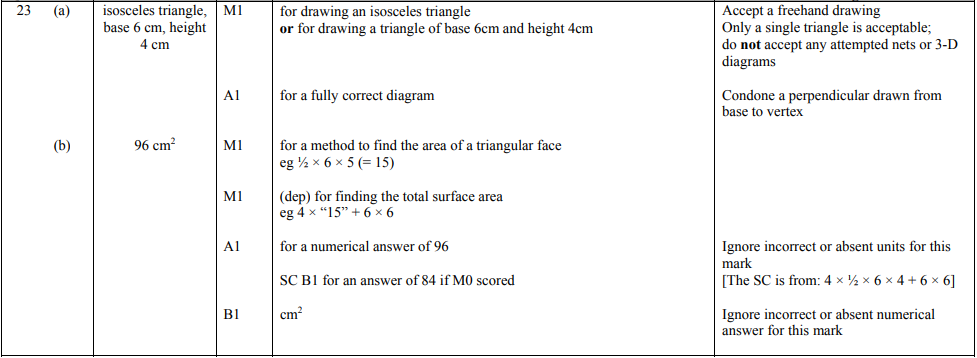 23 (a) isosceles triangle, base 6 cm, height 4 cm M1 for drawing an isosceles triangle
or for drawing a triangle of base 6cm and height 4cm
Accept a freehand drawing
Only a single triangle is acceptable;
do not accept any attempted nets or 3-D
diagrams
A1 for a fully correct diagram
Condone a perpendicular drawn from
base to vertex
(b) 96 cm² M1 for a method to find the area of a triangular face
eg ½ × 6 × 5 (= 15)
M1 (dep) for finding the total surface area
eg 4 × “15” + 6 × 6
A1 for a numerical answer of 96
Ignore incorrect or absent units for this
mark
SC B1 for an answer of 84 if M0 scored
[The SC is from: 4 × ½ × 6 × 4 + 6 × 6]
B1 cm²
Ignore incorrect or absent numerical
answer for this mark